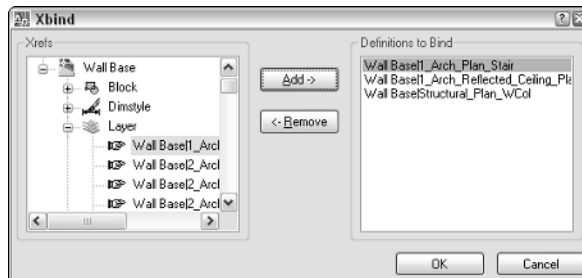 Xbind
Xrefs
Wall Base
Block
Dimstyle
Layer
Wall Base|1_Arcl
Wall Base|2_Arcl
Wall Base|2_Arcl
Wall Base|2_Arcl
Add ->
<- Remove
Definitions to Bind
Wall Base|1_Arch_Plan_Stair
Wall Base|1_Arch_Reflected_Ceiling_Pla
Wall Base|Structural_Plan_WCol
OK
Cancel